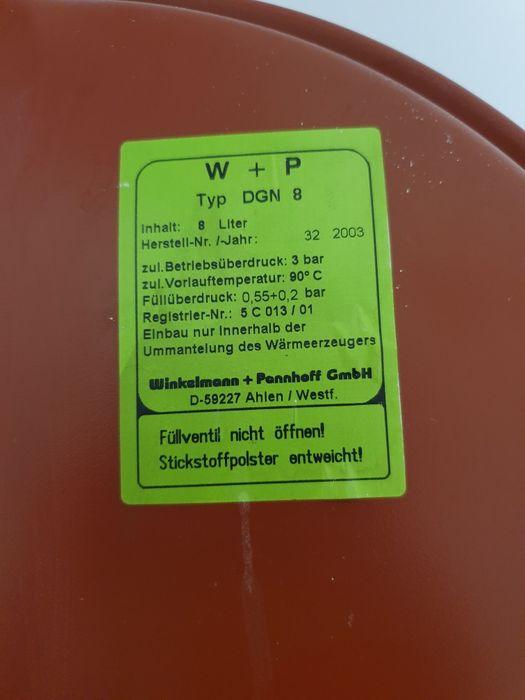 W + P
Typ DGN 8
Inhalt: 8 Liter
Herstell-Nr. /-Jahr: 32 2003
zul.Betriebsüberdruck: 3 bar
zul.Vorlauftemperatur: 90° C
Füllüberdruck: 0,55+0,2 bar
Registrier-Nr.: 5 C 013 / 01
Einbau nur innerhalb der
Ummantelung des Wärmeerzeugers
Winkelmann + Pannhoff GmbH
D-59227 Ahlen / Westf.
Füllventil nicht öffnen!
Stickstoffpolster entweicht!